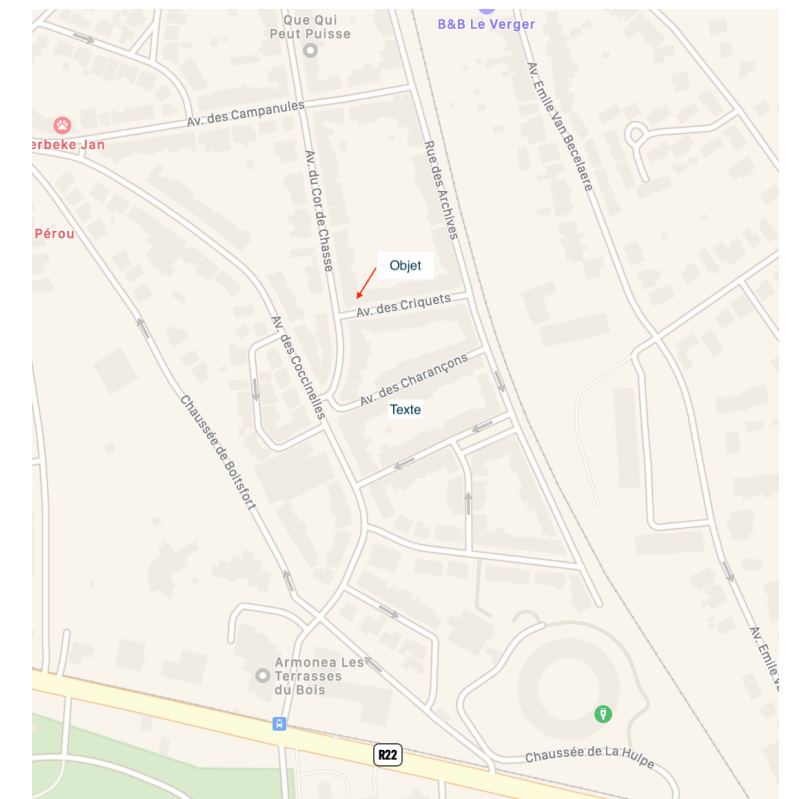 Que Qui
Peut Puisse
B&B Le Verger
Av. des Campanules
Av. Emile Van Becelaere
erbeke Jan
Rue des Archives
Av. du Cor de Chasse
Pérou
Objet
Av. des Criquets
Av. des Coccinelles
Av. des Charançons
Texte
Chaussée de Boitsfort
Av. Emile Va
Armonea Les
Terrasses
du Bois
R22
Chaussée de La Hulpe